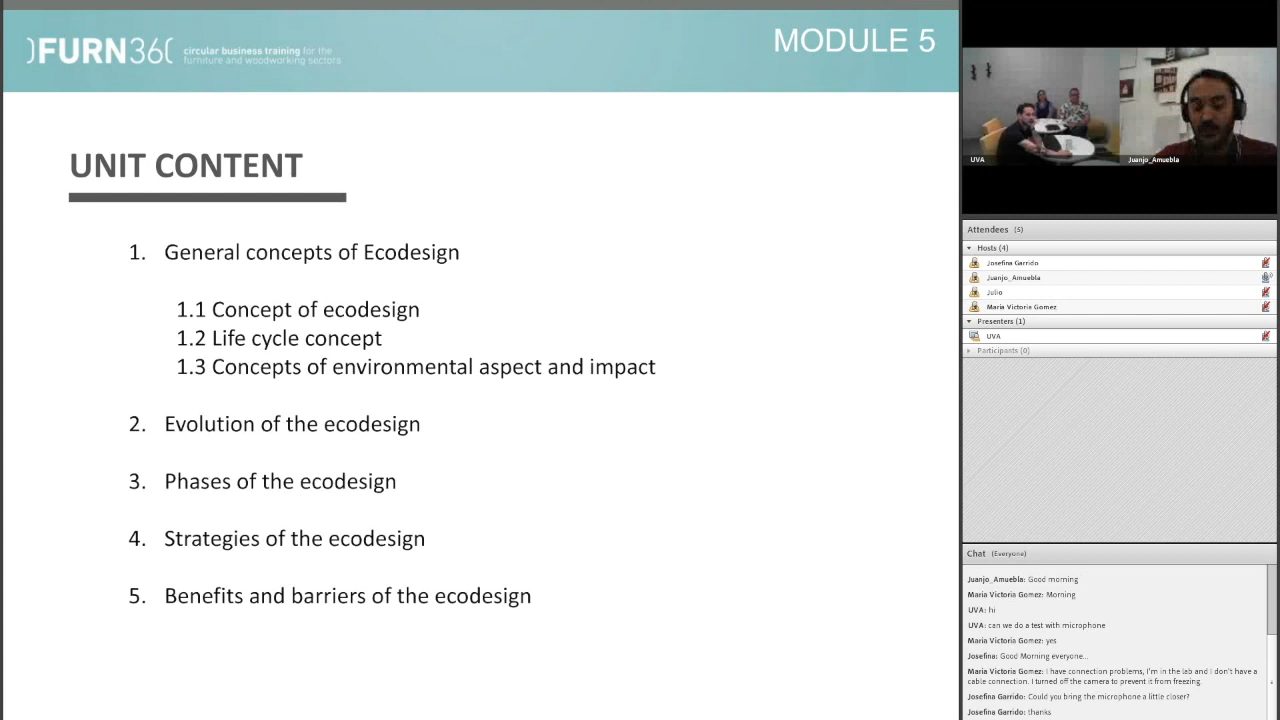 FURN360
circular business training for the
furniture and woodworking sectors
MODULE 5
UNIT CONTENT
1. General concepts of Ecodesign
1.1 Concept of ecodesign
1.2 Life cycle concept
1.3 Concepts of environmental aspect and impact
2. Evolution of the ecodesign
3. Phases of the ecodesign
4. Strategies of the ecodesign
5. Benefits and barriers of the ecodesign
UVA
Juanjo_Amuebla
Attendees (5)
Hosts (4)
Josefina Garrido
Juanjo_Amuebla
Julio
Maria Victoria Gomez
Presenters (1)
UVA
Participants (0)
Chat (Everyone)
Juanjo_Amuebla: Good morning
Maria Victoria Gomez: Morning
UVA: hi
UVA: can we do a test with microphone
Maria Victoria Gomez: yes
Josefina: Good Morning everyone...
Maria Victoria Gomez: I have connection problems, I'm in the lab and I don't have a
cable connection. I turned off the camera to prevent it from freezing.
Josefina Garrido: Could you bring the microphone a little closer?
Josefina Garrido: thanks